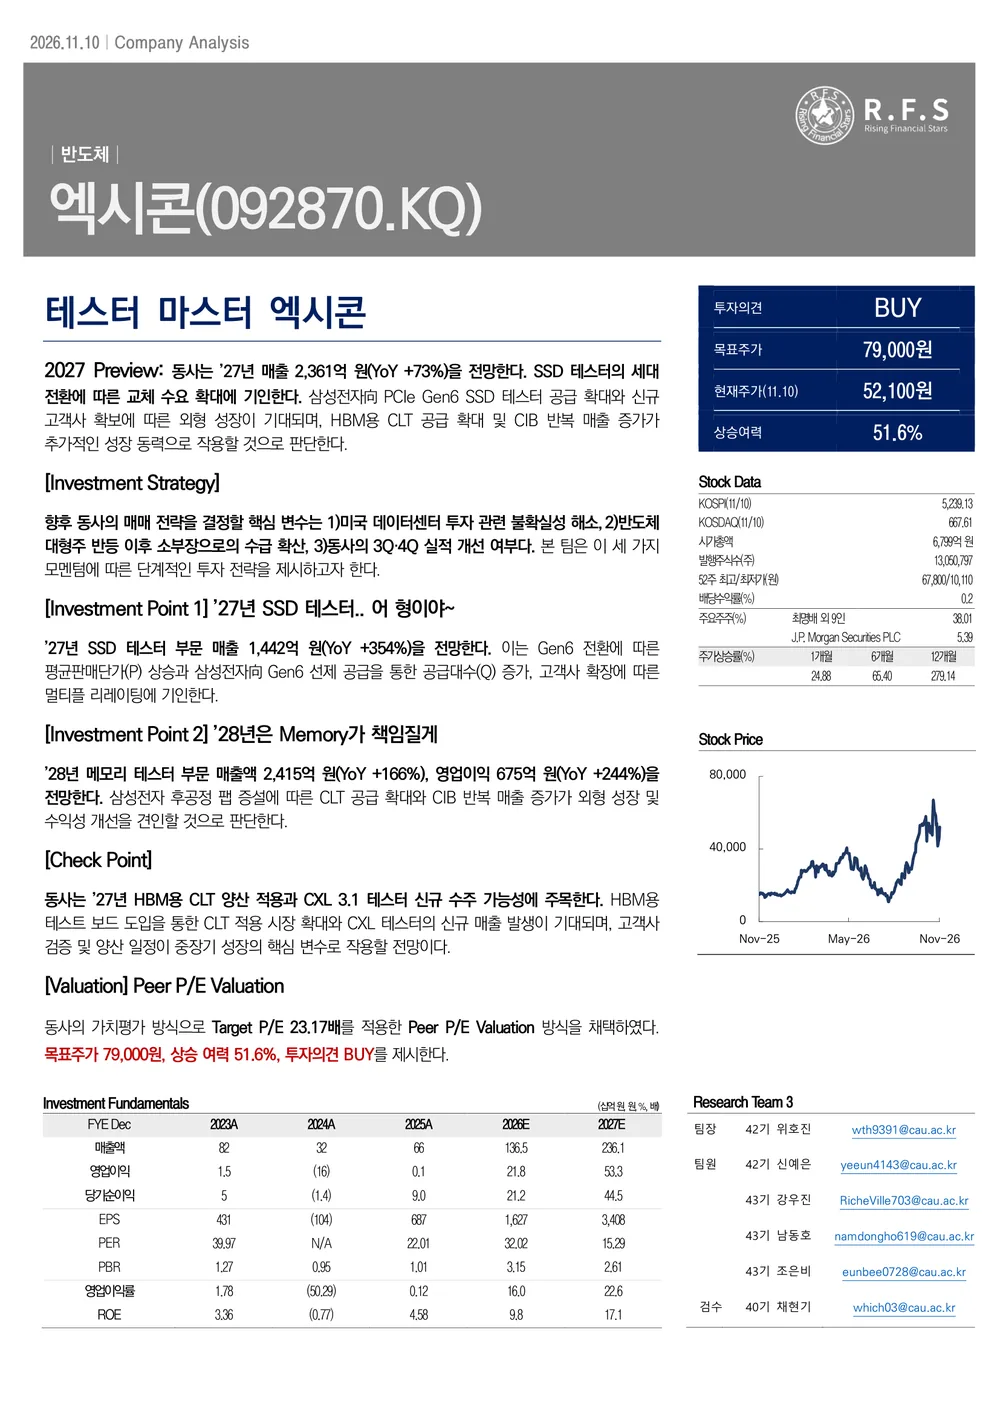 2026.11.10 | Company Analysis
R.F.S
Rising Financial Stars
R.F.S
Rising Financial Stars
| 반도체 |
엑시콘(092870.KQ)
테스터 마스터 엑시콘
2027 Preview: 동사는 ’27년 매출 2,361억 원(YoY +73%)을 전망한다. SSD 테스터의 세대
전환에 따른 교체 수요 확대에 기인한다. 삼성전자向 PCIe Gen6 SSD 테스터 공급 확대와 신규
고객사 확보에 따른 외형 성장이 기대되며, HBM용 CLT 공급 확대 및 CIB 반복 매출 증가가
추가적인 성장 동력으로 작용할 것으로 판단한다.
[Investment Strategy]
향후 동사의 매매 전략을 결정할 핵심 변수는 1)미국 데이터센터 투자 관련 불확실성 해소, 2)반도체
대형주 반등 이후 소부장으로의 수급 확산, 3)동사의 3Q·4Q 실적 개선 여부다. 본 팀은 이 세 가지
모멘텀에 따른 단계적인 투자 전략을 제시하고자 한다.
[Investment Point 1] ’27년 SSD 테스터.. 어 형이야~
’27년 SSD 테스터 부문 매출 1,442억 원(YoY +354%)을 전망한다. 이는 Gen6 전환에 따른
평균판매단가(P) 상승과 삼성전자向 Gen6 선제 공급을 통한 공급대수(Q) 증가, 고객사 확장에 따른
멀티플 리레이팅에 기인한다.
[Investment Point 2] ’28년은 Memory가 책임질게
’28년 메모리 테스터 부문 매출액 2,415억 원(YoY +166%), 영업이익 675억 원(YoY +244%)을
전망한다. 삼성전자 후공정 팹 증설에 따른 CLT 공급 확대와 CIB 반복 매출 증가가 외형 성장 및
수익성 개선을 견인할 것으로 판단한다.
[Check Point]
동사는 ’27년 HBM용 CLT 양산 적용과 CXL 3.1 테스터 신규 수주 가능성에 주목한다. HBM용
테스트 보드 도입을 통한 CLT 적용 시장 확대와 CXL 테스터의 신규 매출 발생이 기대되며, 고객사
검증 및 양산 일정이 중장기 성장의 핵심 변수로 작용할 전망이다.
[Valuation] Peer P/E Valuation
동사의 가치평가 방식으로 Target P/E 23.17배를 적용한 Peer P/E Valuation 방식을 채택하였다.
목표주가 79,000원, 상승 여력 51.6%, 투자의견 BUY를 제시한다.
투자의견 BUY
목표주가 79,000원
현재주가(11.10) 52,100원
상승여력 51.6%
Stock Data
KOSPI(11/10) 5,239.13
KOSDAQ(11/10) 667.61
시가총액 6,799억 원
발행주식수(주) 13,050,797
52주 최고/최저가(원) 67,800/10,110
배당수익률(%) 0.2
주요주주(%) 최명배 외 9인 38.01
J.P. Morgan Securities PLC 5.39
주가상승률(%) 1개월 6개월 12개월
24.88 65.40 279.14
Stock Price
80,000
40,000
0
Nov-25 May-26 Nov-26
Investment Fundamentals (십억 원, 원, %, 배)
FYE Dec 2023A 2024A 2025A 2026E 2027E
매출액 82 32 66 136.5 236.1
영업이익 1.5 (16) 0.1 21.8 53.3
당기순이익 5 (1.4) 9.0 21.2 44.5
EPS 431 (104) 687 1,627 3,408
PER 39.97 N/A 22.01 32.02 15.29
PBR 1.27 0.95 1.01 3.15 2.61
영업이익률 1.78 (50.29) 0.12 16.0 22.6
ROE 3.36 (0.77) 4.58 9.8 17.1
Research Team 3
팀장 42기 위호진 wth9391@cau.ac.kr
팀원 42기 신예은 yeeun4143@cau.ac.kr
43기 강우진 RicheVille703@cau.ac.kr
43기 남동호 namdongho619@cau.ac.kr
43기 조은비 eunbee0728@cau.ac.kr
검수 40기 채현기 which03@cau.ac.kr